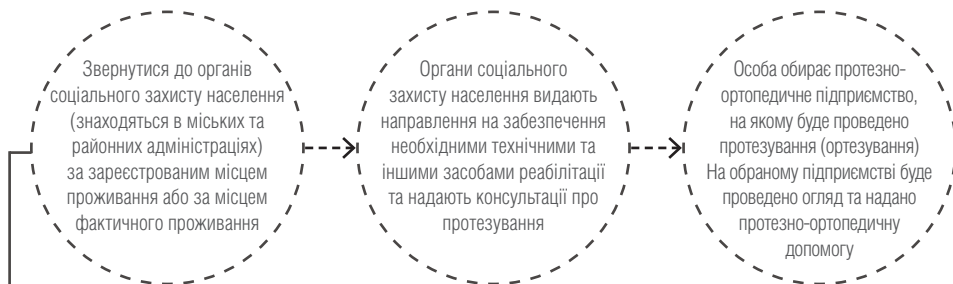 Звернутися до органів
соціального захисту населення
(знаходяться в міських та
районних адміністраціях)
за зареєстрованим місцем
проживання або за місцем
фактичного проживання
Органи соціального
захисту населення видають
направлення на забезпечення
необхідними технічними та
іншими засобами реабілітації
та надають консультації про
протезування
Особа обирає протезно-
ортопедичне підприємство,
на якому буде проведено
протезування (ортезування)
На обраному підприємстві буде
проведено огляд та надано
протезно-ортопедичну
допомогу